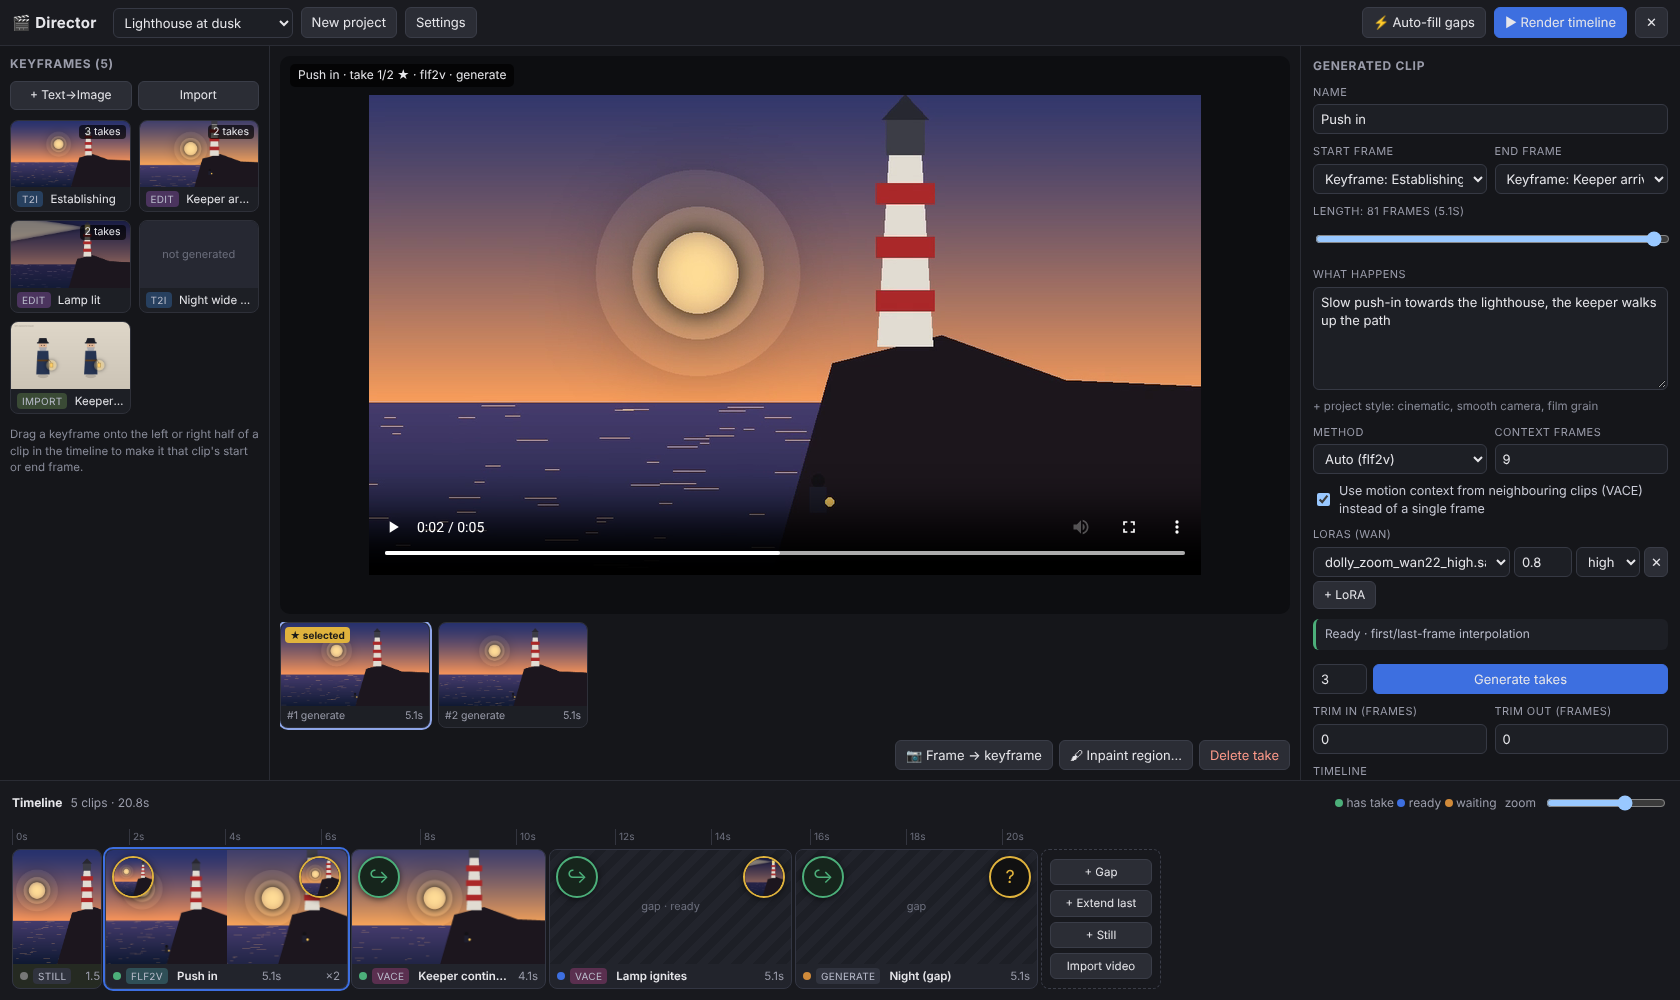 🎬 Director
Lighthouse at dusk
New project
Settings
⚡ Auto-fill gaps
▶ Render timeline
✕
KEYFRAMES (5)
+ Text→Image
Import
3 takes
T2I Establishing
2 takes
EDIT Keeper ar...
2 takes
EDIT Lamp lit
not generated
T2I Night wide ...
IMPORT Keeper...
Drag a keyframe onto the left or right half of a
clip in the timeline to make it that clip's start
or end frame.
Push in · take 1/2 ★ · flf2v · generate
0:02 / 0:05
★ selected
#1 generate 5.1s
#2 generate 5.1s
📷 Frame → keyframe
🖌 Inpaint region...
Delete take
GENERATED CLIP
NAME
Push in
START FRAME
Keyframe: Establishing
END FRAME
Keyframe: Keeper arriv
LENGTH: 81 FRAMES (5.1S)
WHAT HAPPENS
Slow push-in towards the lighthouse, the keeper walks
up the path
+ project style: cinematic, smooth camera, film grain
METHOD
Auto (flf2v)
CONTEXT FRAMES
9
Use motion context from neighbouring clips (VACE)
instead of a single frame
LORAS (WAN)
dolly_zoom_wan22_high.sa
0.8
high
✕
+ LoRA
Ready · first/last-frame interpolation
3
Generate takes
TRIM IN (FRAMES)
0
TRIM OUT (FRAMES)
0
TIMELINE
Timeline 5 clips · 20.8s
has take ready waiting zoom
0s 2s 4s 6s 8s 10s 12s 14s 16s 18s 20s
STILL 1.5
FLF2V Push in 5.1s ×2
↪
VACE Keeper contin... 4.1s
↪
gap · ready
VACE Lamp ignites 5.1s
↪
?
gap
GENERATE Night (gap) 5.1s
+ Gap
+ Extend last
+ Still
Import video